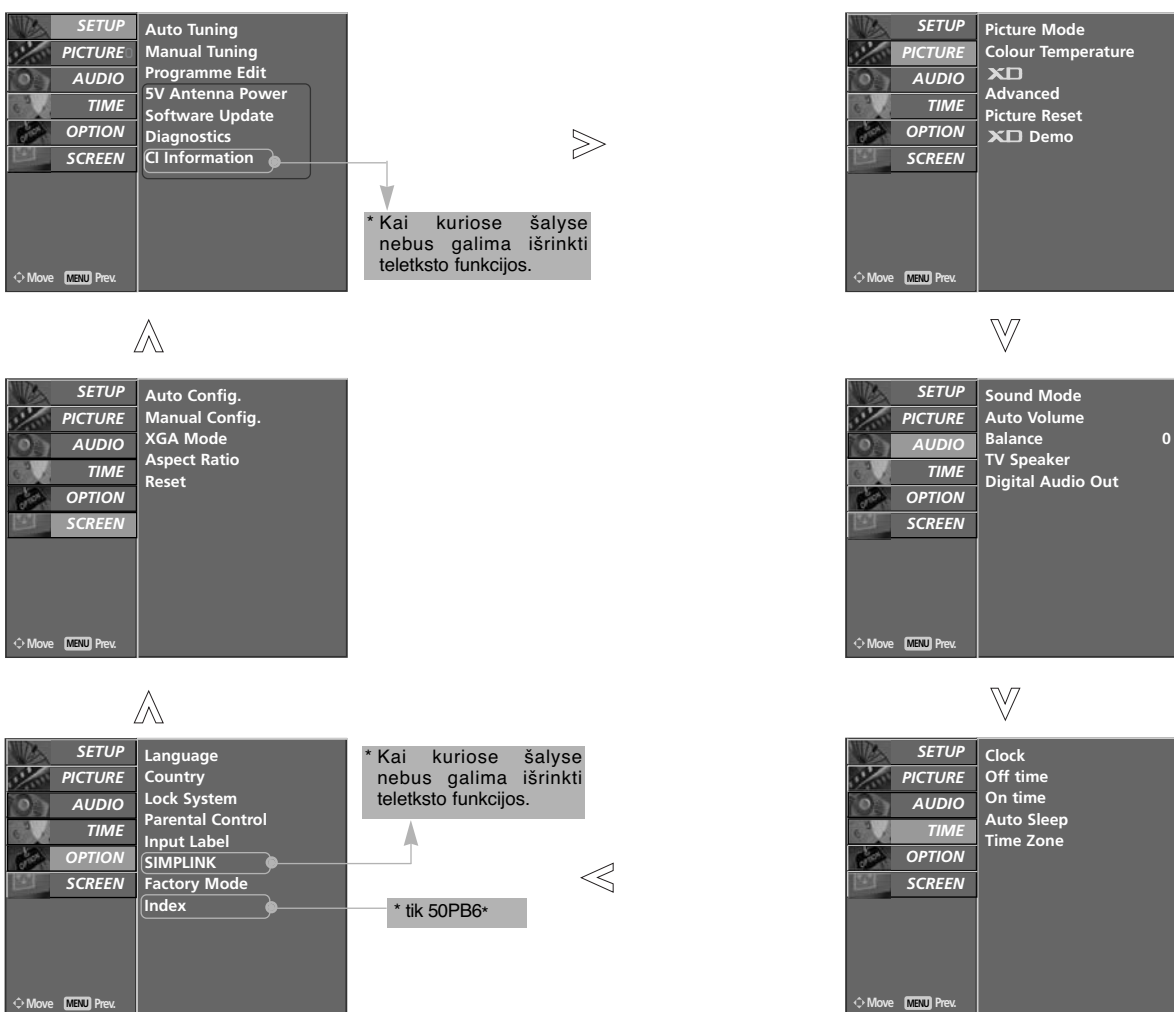 SETUP
PICTURE
AUDIO
TIME
OPTION
SCREEN
Move MENU Prev.
Auto Tuning
Manual Tuning
Programme Edit
5V Antenna Power
Software Update
Diagnostics
CI Information
* Kai kuriose šalyse
nebus galima išrinkti
teletksto funkcijos.
SETUP
PICTURE
AUDIO
TIME
OPTION
SCREEN
Move MENU Prev.
Picture Mode
Colour Temperature
XD
Advanced
Picture Reset
XD Demo
SETUP
PICTURE
AUDIO
TIME
OPTION
SCREEN
Move MENU Prev.
Auto Config.
Manual Config.
XGA Mode
Aspect Ratio
Reset
SETUP
PICTURE
AUDIO
TIME
OPTION
SCREEN
Move MENU Prev.
Sound Mode
Auto Volume
Balance 0
TV Speaker
Digital Audio Out
SETUP
PICTURE
AUDIO
TIME
OPTION
SCREEN
Move MENU Prev.
Language
Country
Lock System
Parental Control
Input Label
SIMPLINK
Factory Mode
Index
* Kai kuriose šalyse
nebus galima išrinkti
teletksto funkcijos.
* tik 50PB6*
SETUP
PICTURE
AUDIO
TIME
OPTION
SCREEN
Move MENU Prev.
Clock
Off time
On time
Auto Sleep
Time Zone